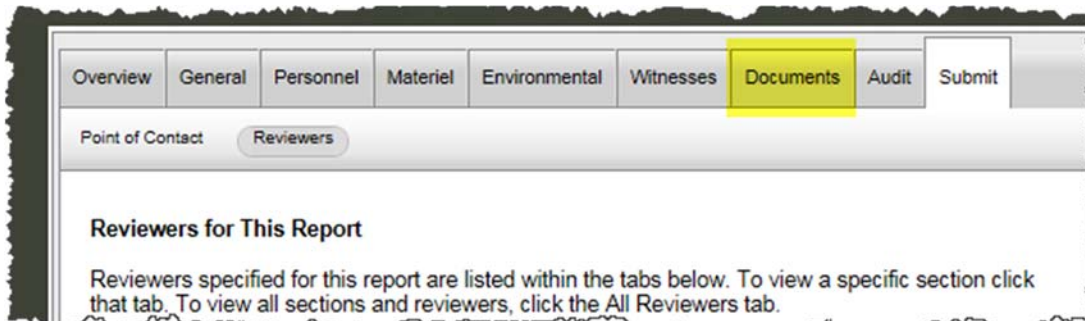 Overview General Personnel Materiel Environmental Witnesses Documents Audit Submit
Point of Contact Reviewers
Reviewers for This Report
Reviewers specified for this report are listed within the tabs below. To view a specific section click
that tab. To view all sections and reviewers, click the All Reviewers tab.